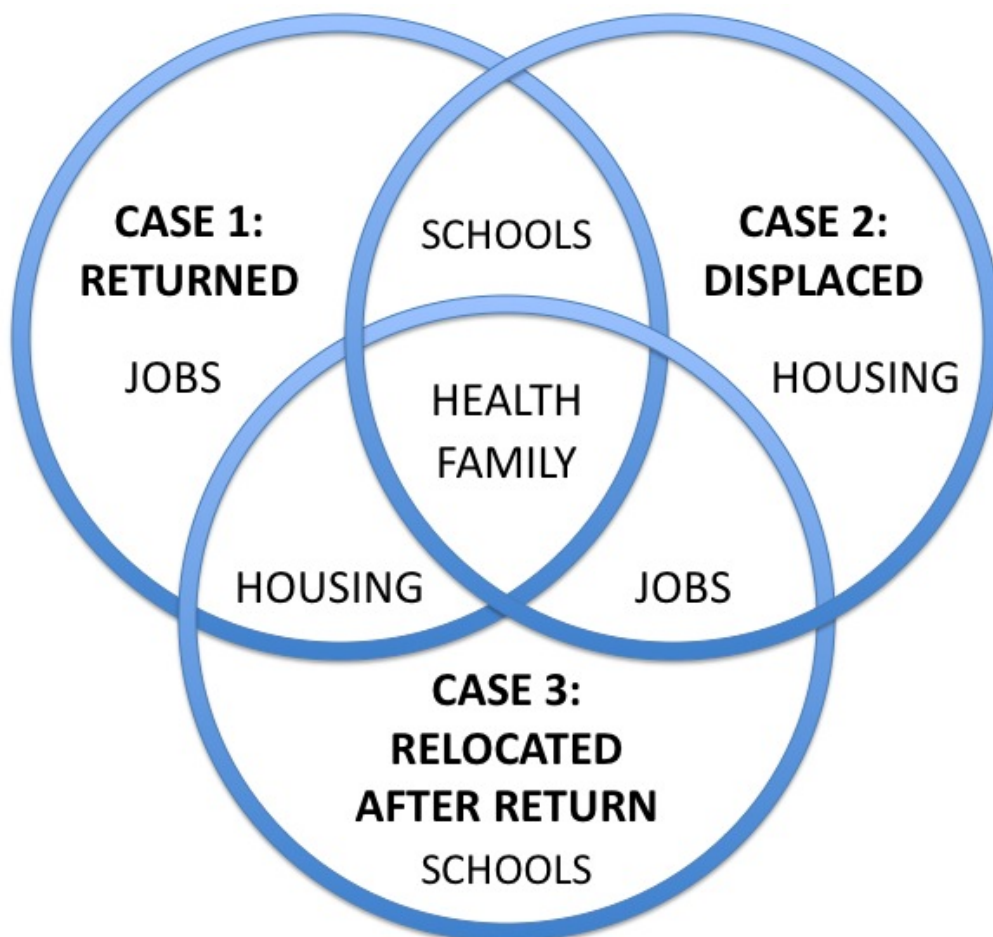 CASE 1:
RETURNED
JOBS
SCHOOLS
CASE 2:
DISPLACED
HOUSING
HEALTH
FAMILY
HOUSING
JOBS
CASE 3:
RELOCATED
AFTER RETURN
SCHOOLS